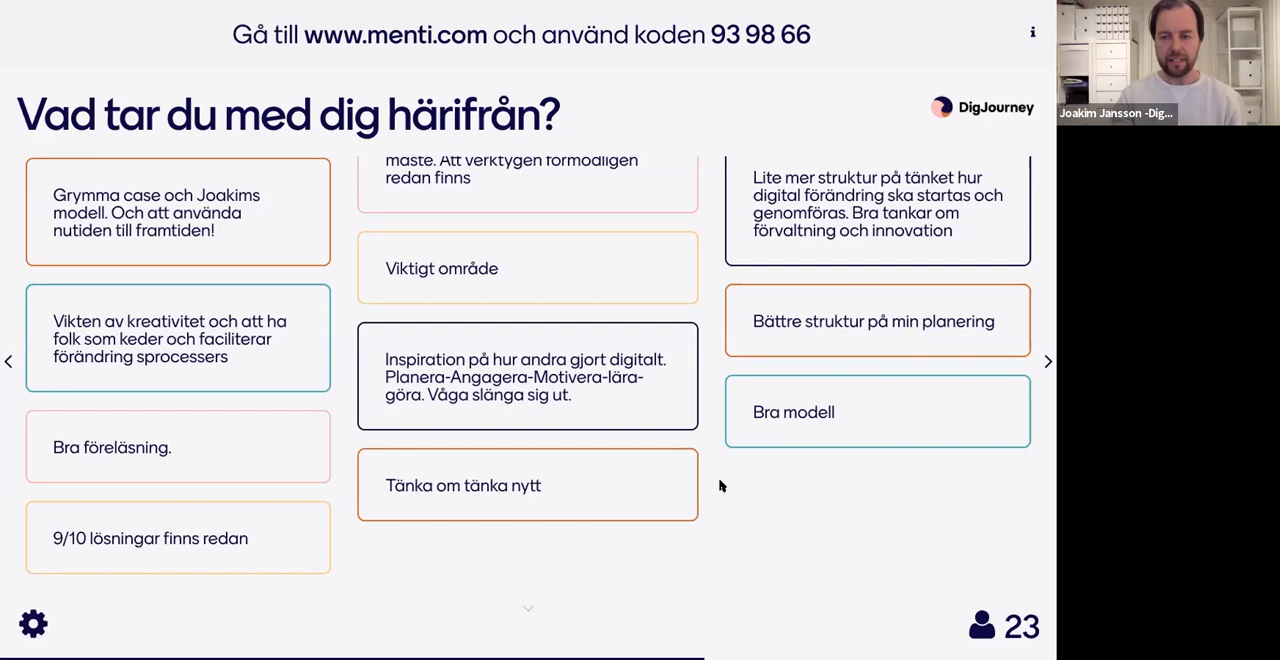 Gå till www.menti.com och använd koden 93 98 66
Vad tar du med dig härifrån?
DigJourney
Joakim Jansson -Dig...
Grymma case och Joakims
modell. Och att använda
nutiden till framtiden!
Vikten av kreativitet och att ha
folk som keder och faciliterar
förändring sprocessers
Bra föreläsning.
9/10 lösningar finns redan
måste. Att verktygen förmodligen
redan finns
Viktigt område
Inspiration på hur andra gjort digitalt.
Planera-Angagera-Motivera-lära-
göra. Våga slänga sig ut.
Tänka om tänka nytt
Lite mer struktur på tänket hur
digital förändring ska startas och
genomföras. Bra tankar om
förvaltning och innovation
Bättre struktur på min planering
Bra modell
23